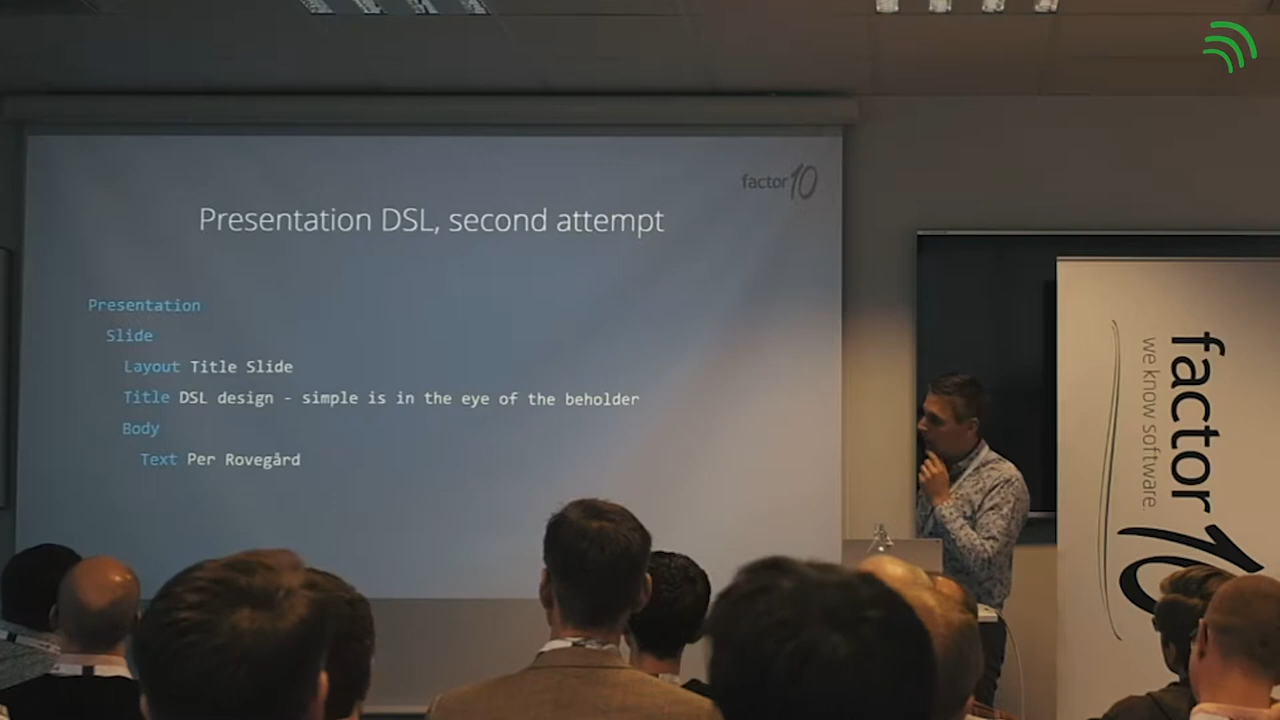 factor10
Presentation DSL, second attempt
Presentation
Slide
Layout Title Slide
Title DSL design - simple is in the eye of the beholder
Body
Text Per Rovegård
factor10
we know software.